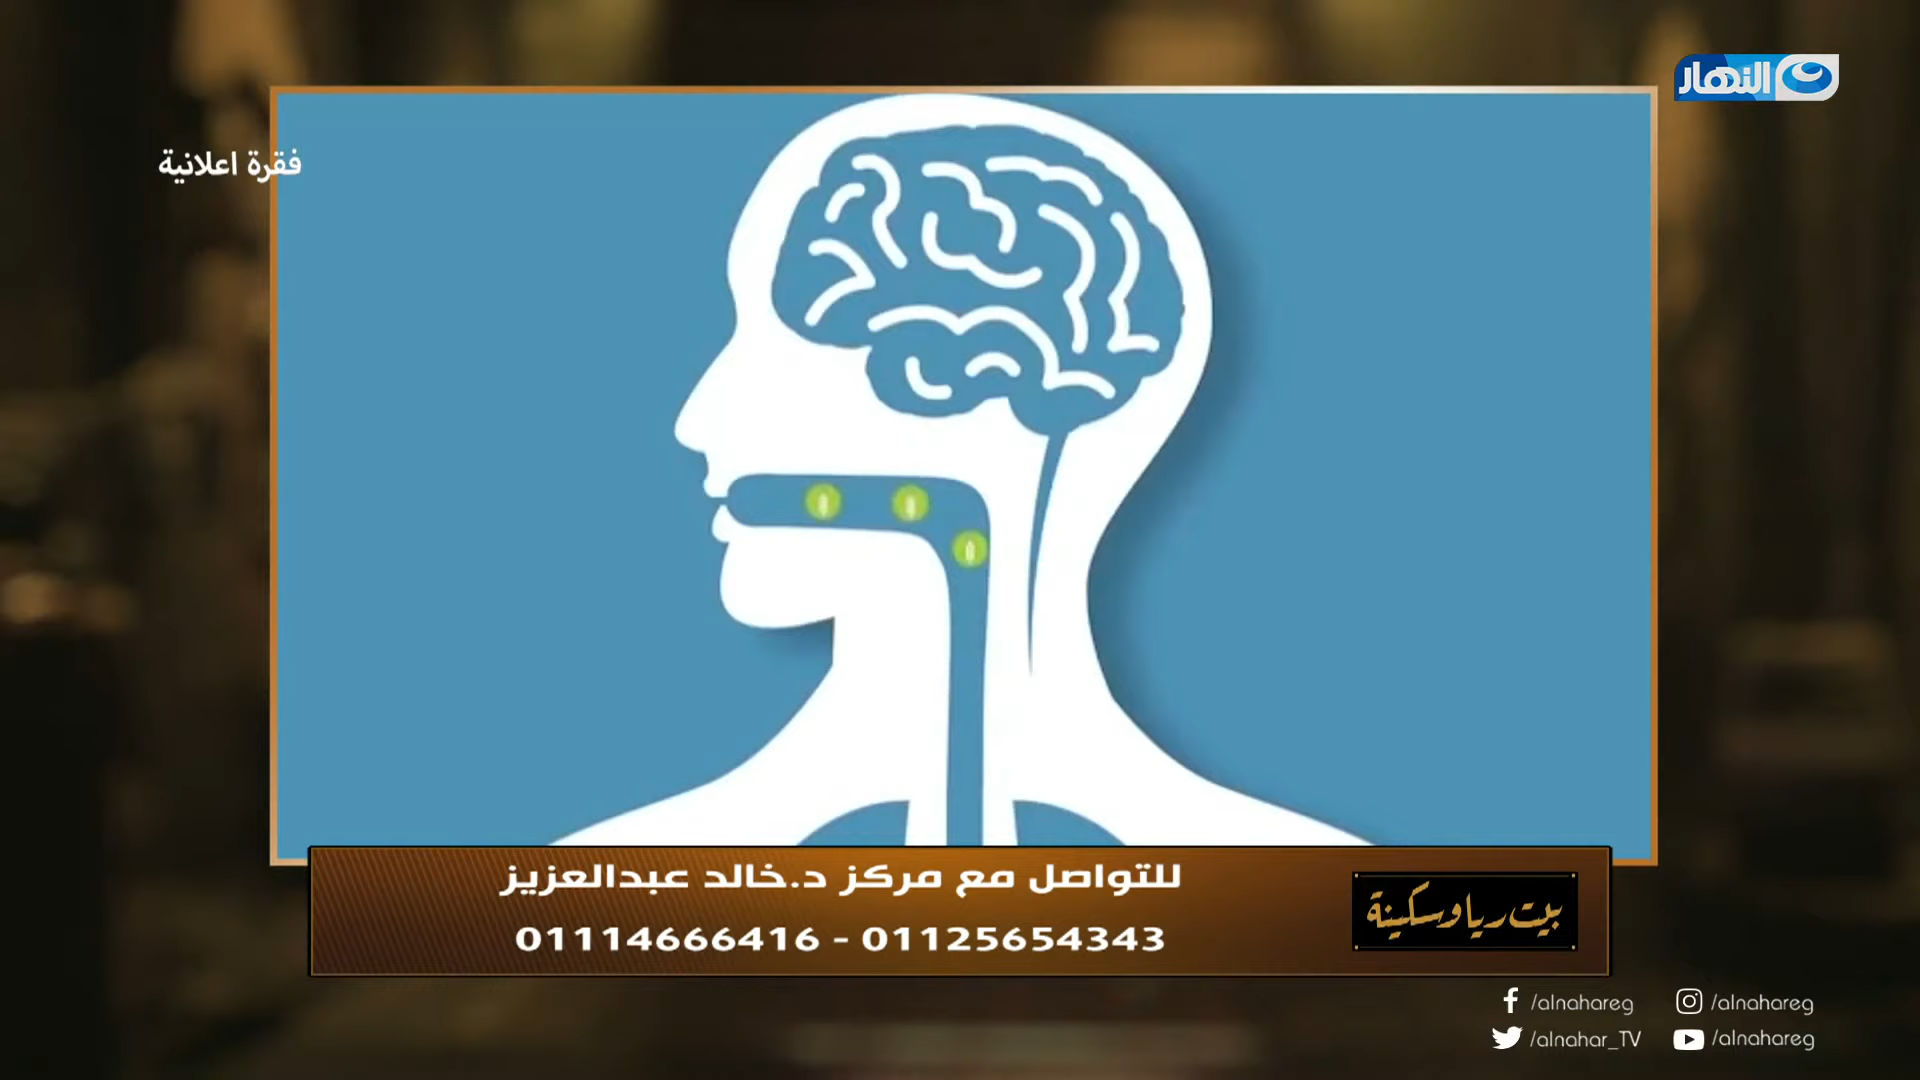 النهار
فقرة اعلانية
للتواصل مع مركز د.خالد عبدالعزيز
01114666416 - 01125654343
بيت ريا وسكينة
/alnahareg
/alnahareg
/alnahar_TV
/alnahareg